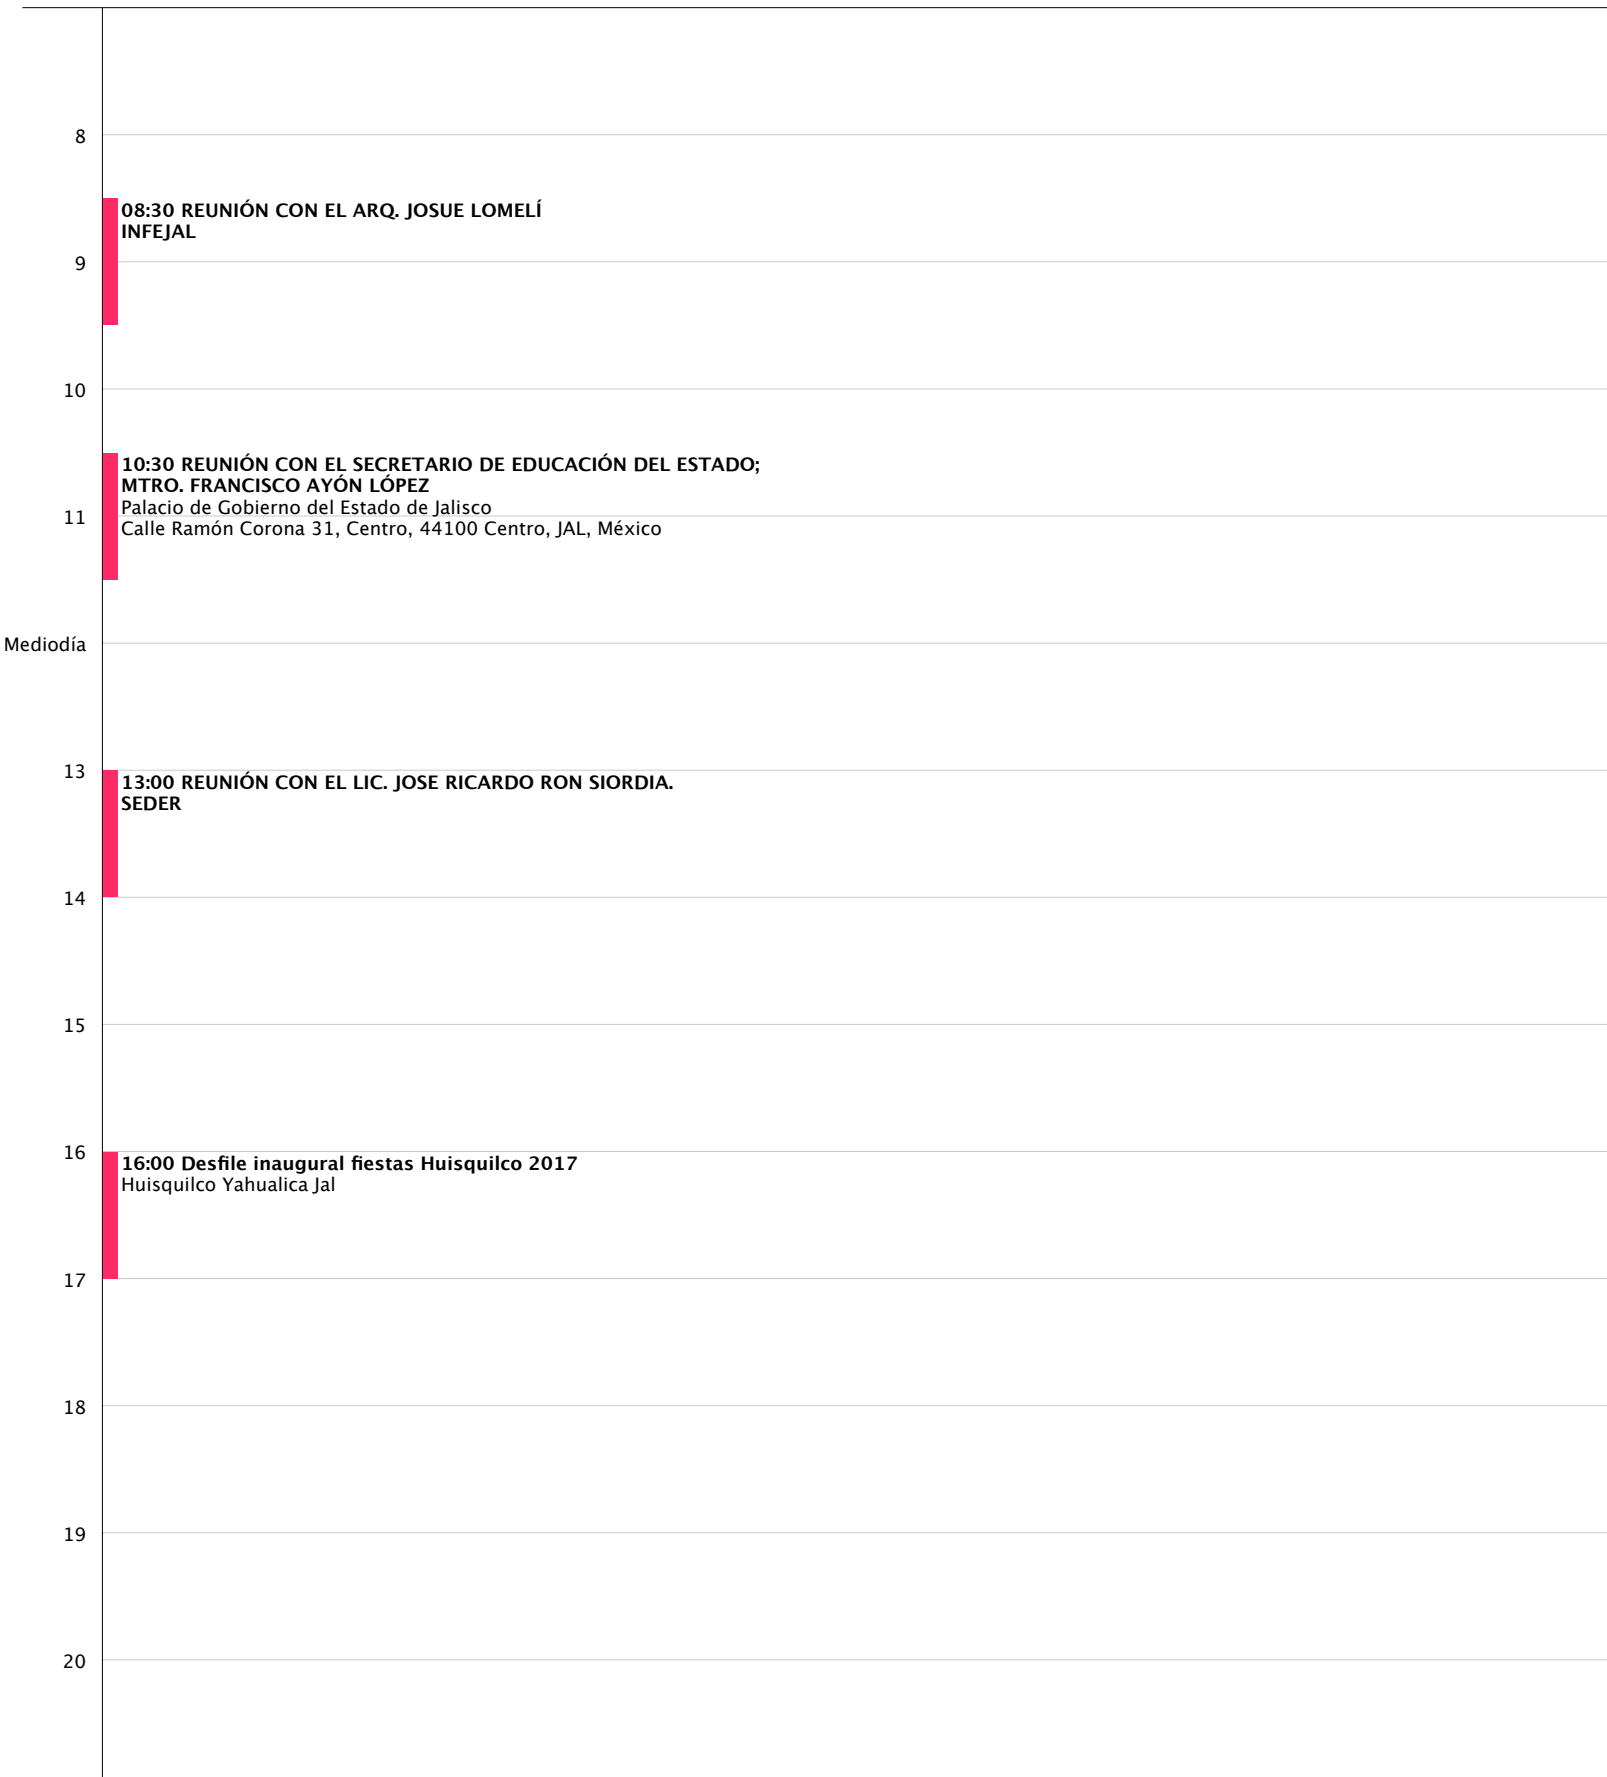 8
08:30 REUNIÓN CON EL ARQ. JOSUE LOMELÍ
INFEJAL
9
10
10:30 REUNIÓN CON EL SECRETARIO DE EDUCACIÓN DEL ESTADO;
MTRO. FRANCISCO AYÓN LÓPEZ
Palacio de Gobierno del Estado de Jalisco
11
Calle Ramón Corona 31, Centro, 44100 Centro, JAL, México
Mediodía
13
13:00 REUNIÓN CON EL LIC. JOSE RICARDO RON SIORDIA.
SEDER
14
15
16
16:00 Desfile inaugural fiestas Huisquilco 2017
Huisquilco Yahualica Jal
17
18
19
20